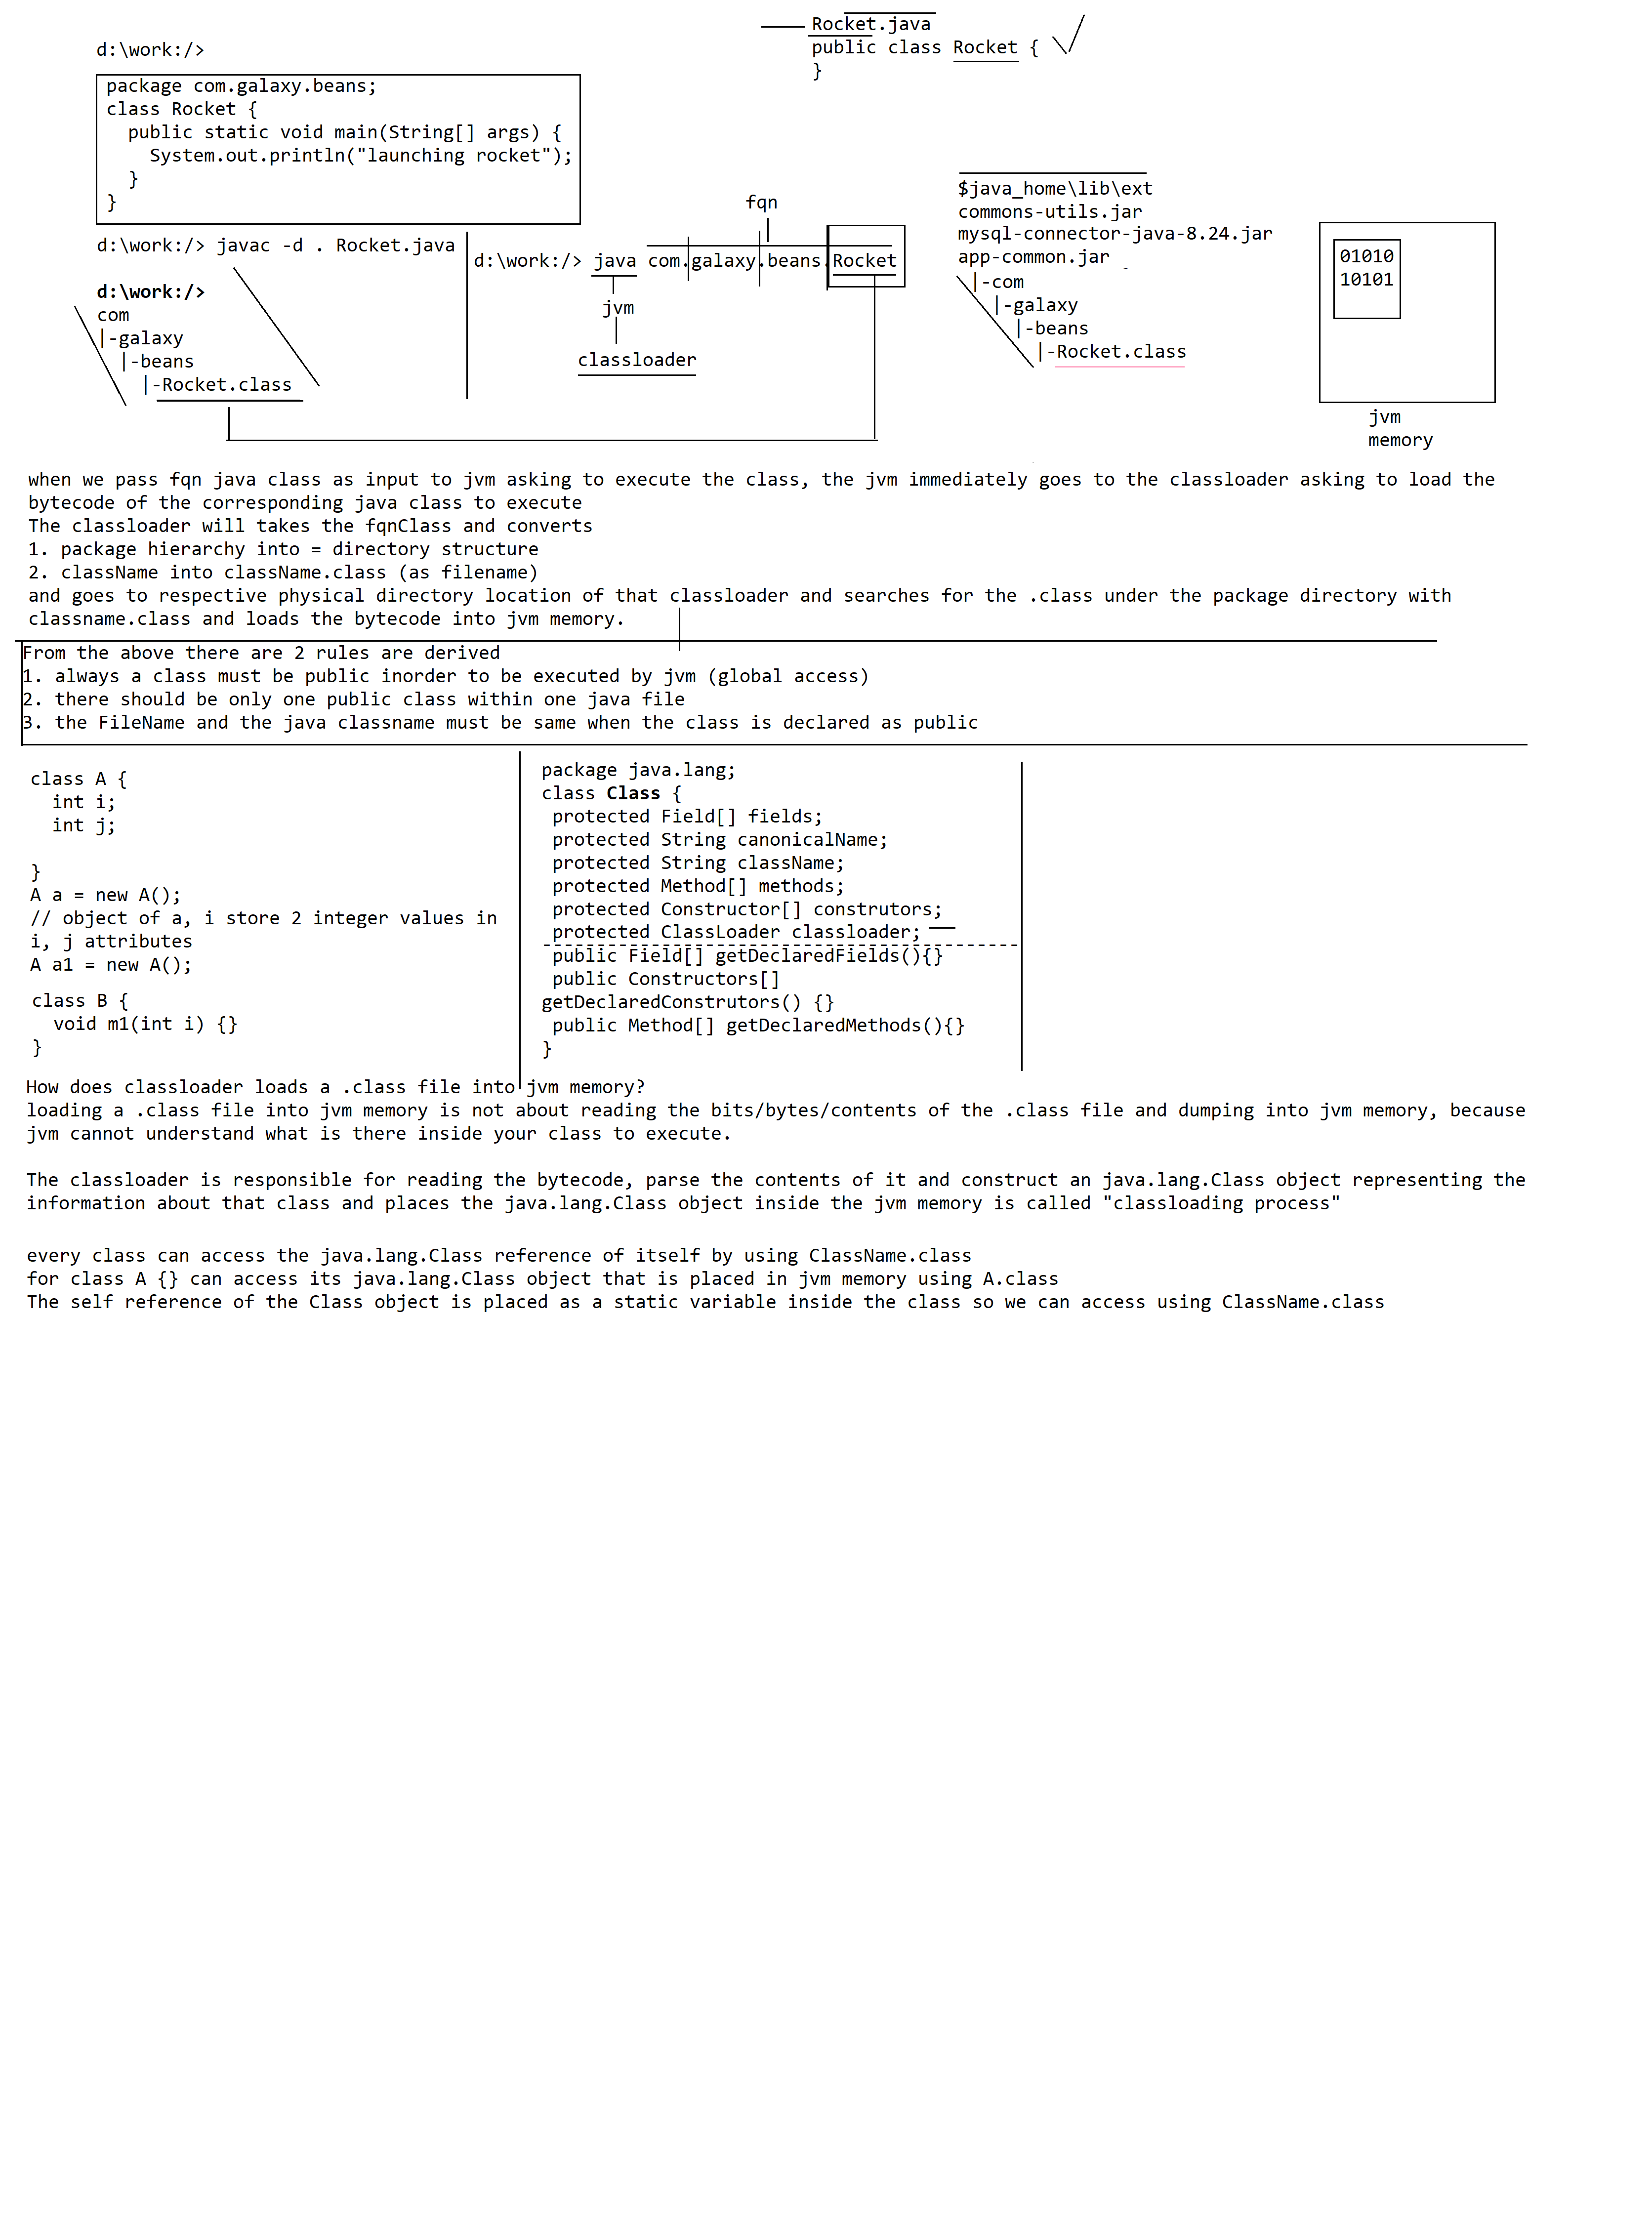 Rocket.java
public class Rocket {
}
d:\work:/>
package com.galaxy.beans;
class Rocket {
  public static void main(String[] args) {
    System.out.println("launching rocket");
  }
}
d:\work:/> javac -d . Rocket.java
d:\work:/>
com
|-galaxy
  |-beans
    |-Rocket.class
fqn
d:\work:/> java com.galaxy.beans.Rocket
jvm
classloader
$java_home\lib\ext
commons-utils.jar
mysql-connector-java-8.24.jar
app-common.jar
|-com
  |-galaxy
    |-beans
      |-Rocket.class
01010
10101
jvm
memory
when we pass fqn java class as input to jvm asking to execute the class, the jvm immediately goes to the classloader asking to load the
bytecode of the corresponding java class to execute
The classloader will takes the fqnClass and converts
1. package hierarchy into = directory structure
2. className into className.class (as filename)
and goes to respective physical directory location of that classloader and searches for the .class under the package directory with
classname.class and loads the bytecode into jvm memory.
From the above there are 2 rules are derived
1. always a class must be public inorder to be executed by jvm (global access)
2. there should be only one public class within one java file
3. the FileName and the java classname must be same when the class is declared as public
class A {
  int i;
  int j;
}
A a = new A();
// object of a, i store 2 integer values in
i, j attributes
A a1 = new A();
class B {
  void m1(int i) {}
}
package java.lang;
class Class {
 protected Field[] fields;
 protected String canonicalName;
 protected String className;
 protected Method[] methods;
 protected Constructor[] construtors;
 protected ClassLoader classloader;
 public Field[] getDeclaredFields(){}
 public Constructors[]
getDeclaredConstrutors() {}
 public Method[] getDeclaredMethods(){}
}
How does classloader loads a .class file into jvm memory?
loading a .class file into jvm memory is not about reading the bits/bytes/contents of the .class file and dumping into jvm memory, because
jvm cannot understand what is there inside your class to execute.
The classloader is responsible for reading the bytecode, parse the contents of it and construct an java.lang.Class object representing the
information about that class and places the java.lang.Class object inside the jvm memory is called "classloading process"
every class can access the java.lang.Class reference of itself by using ClassName.class
for class A {} can access its java.lang.Class object that is placed in jvm memory using A.class
The self reference of the Class object is placed as a static variable inside the class so we can access using ClassName.class